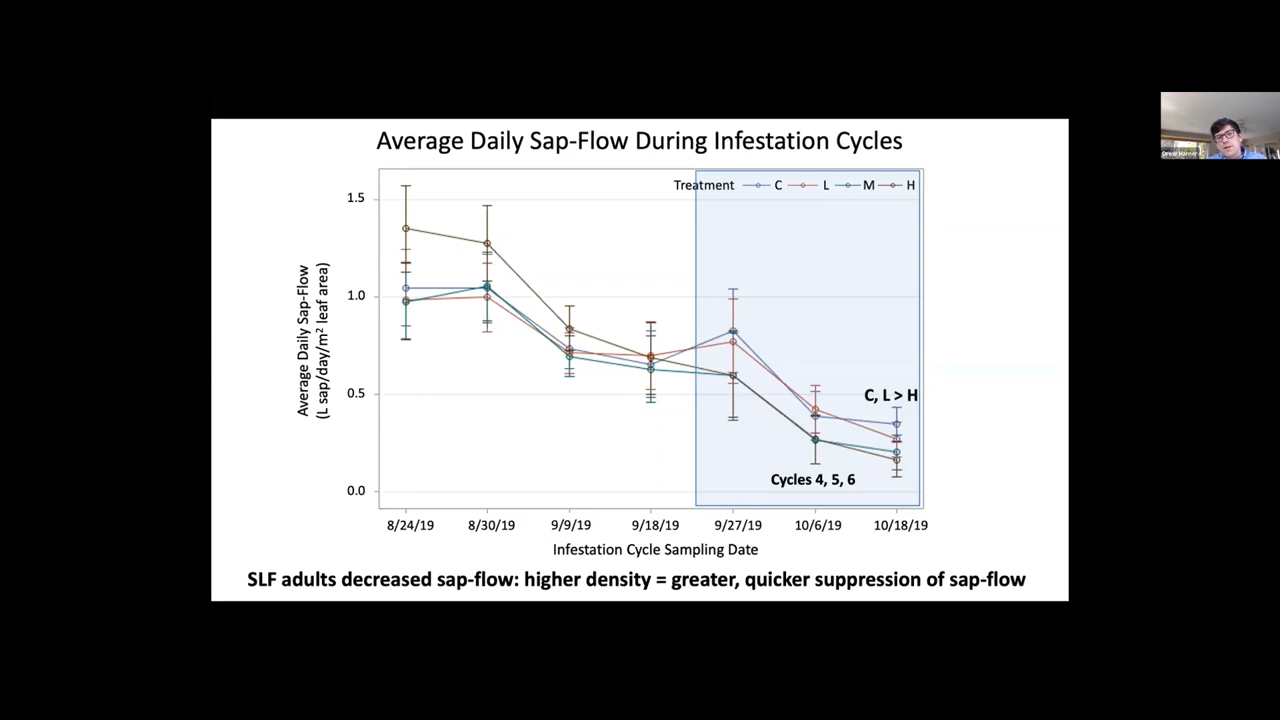 Average Daily Sap-Flow During Infestation Cycles
Treatment C L M H
1.5
1.0
0.5
0.0
Average Daily Sap-Flow
(L sap/day/m² leaf area)
C, L > H
Cycles 4, 5, 6
8/24/19 8/30/19 9/9/19 9/18/19 9/27/19 10/6/19 10/18/19
Infestation Cycle Sampling Date
SLF adults decreased sap-flow: higher density = greater, quicker suppression of sap-flow